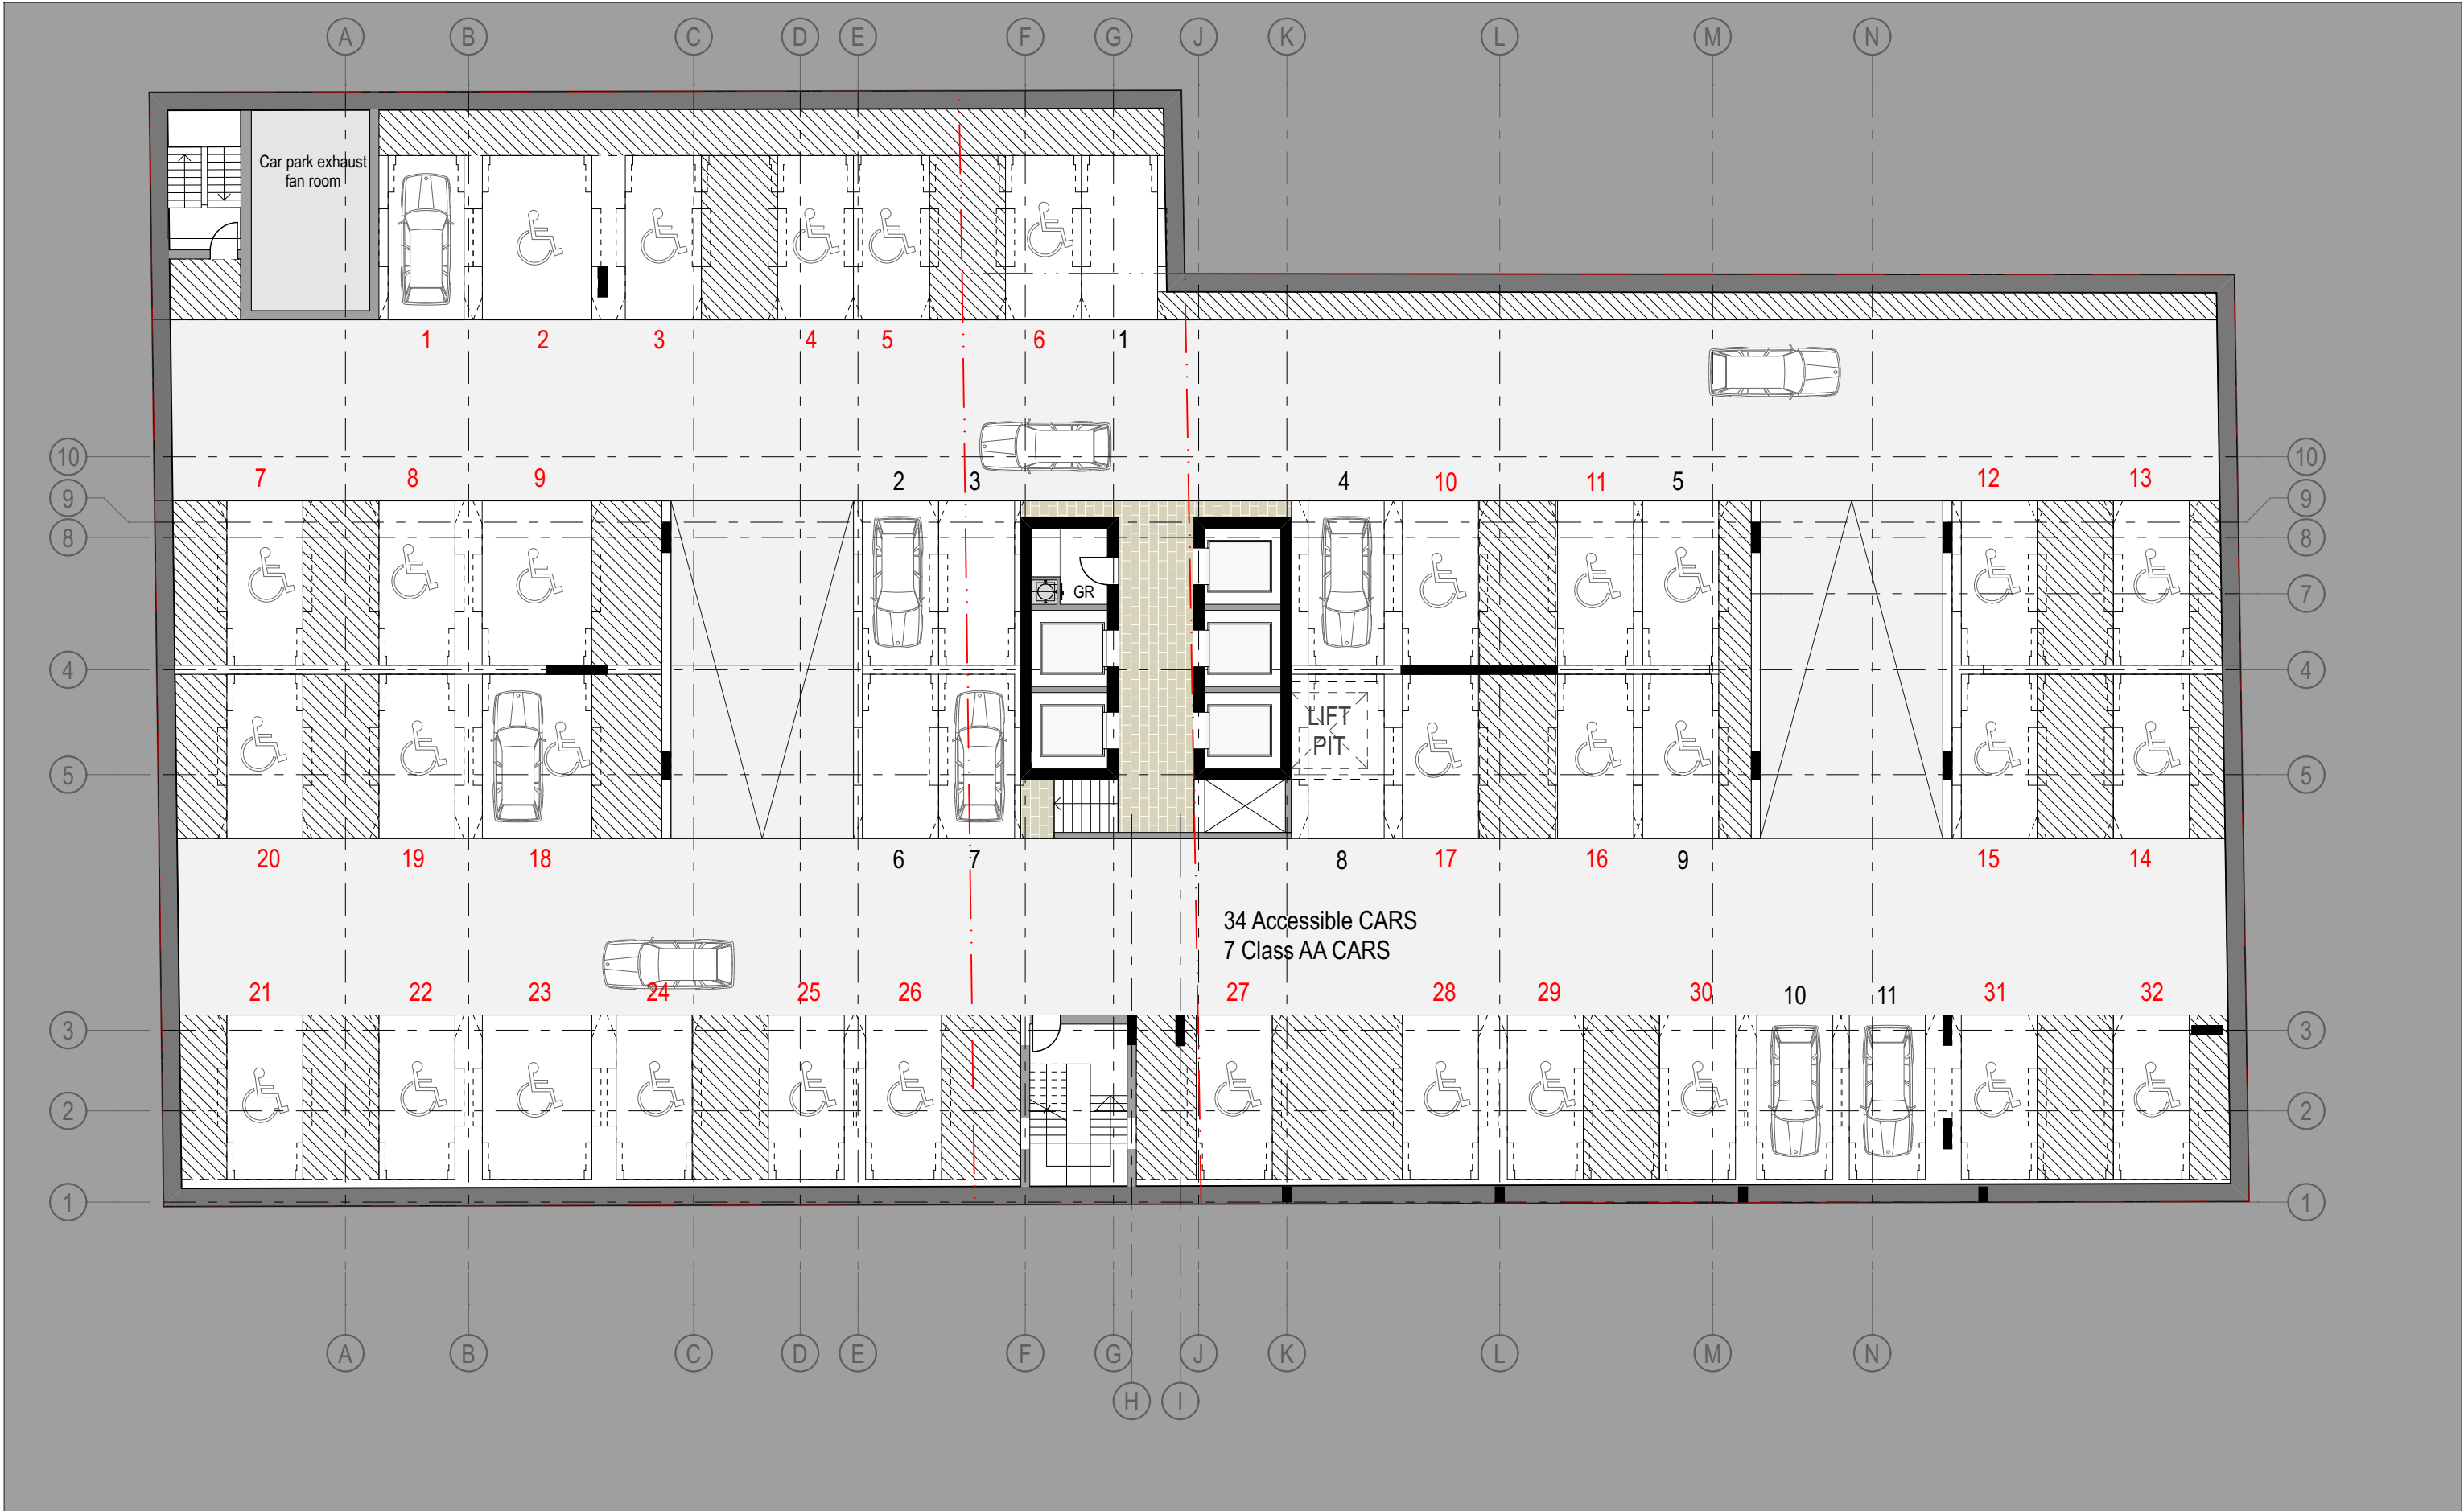 A B C D E F G J K L M N
Car park exhaust
fan room
1 2 3 4 5 6 1
10 10
7 8 9 2 3 4 10 11 5 12 13
9 9
8 8
GR 7
4 4
LIFT
PIT
5 5
20 19 18 6 7 8 17 16 9 15 14
34 Accessible CARS
7 Class AA CARS
21 22 23 24 25 26 27 28 29 30 10 11 31 32
3 3
2 2
1 1
A B C D E F G J K L M N
H I